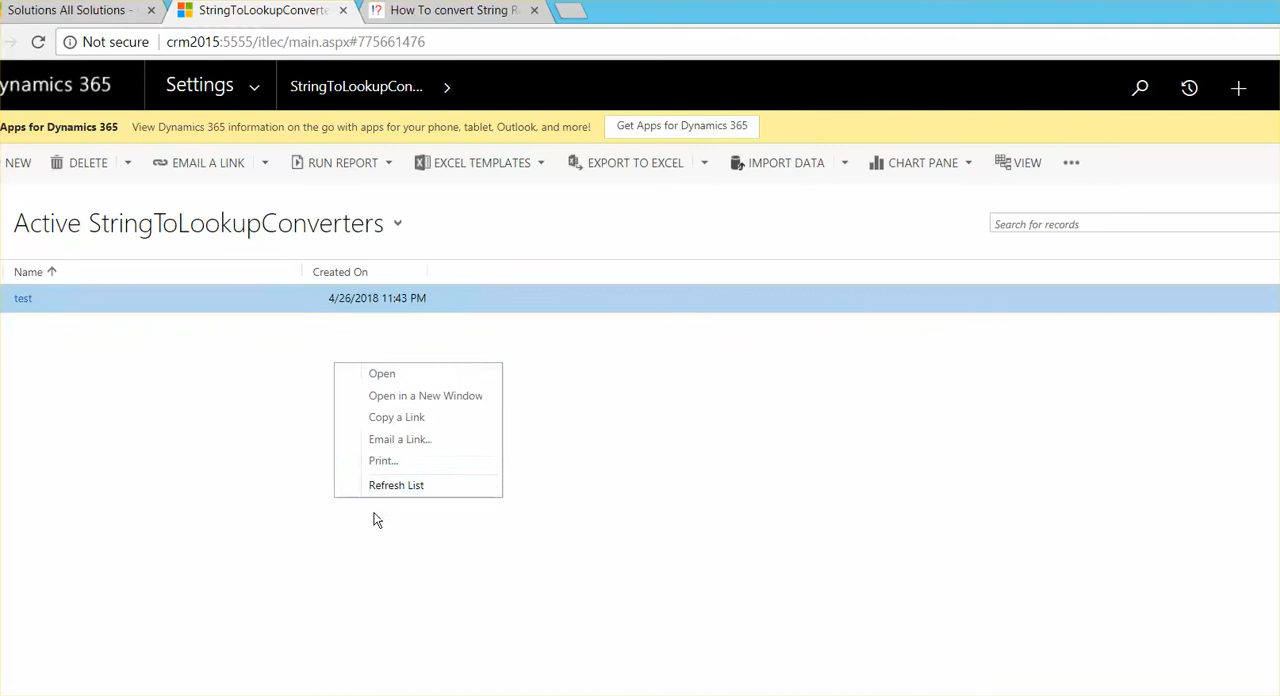 Solutions All Solutions -
StringToLookupConverte
How To convert String R
Not secure
crm2015:5555/itlec/main.aspx#775661476
ynamics 365
Settings
StringToLookupCon...
Apps for Dynamics 365
View Dynamics 365 information on the go with apps for your phone, tablet, Outlook, and more!
Get Apps for Dynamics 365
NEW
DELETE
EMAIL A LINK
RUN REPORT
EXCEL TEMPLATES
EXPORT TO EXCEL
IMPORT DATA
CHART PANE
VIEW
Active StringToLookupConverters
Search for records
Name
Created On
test
4/26/2018 11:43 PM
Open
Open in a New Window
Copy a Link
Email a Link...
Print...
Refresh List